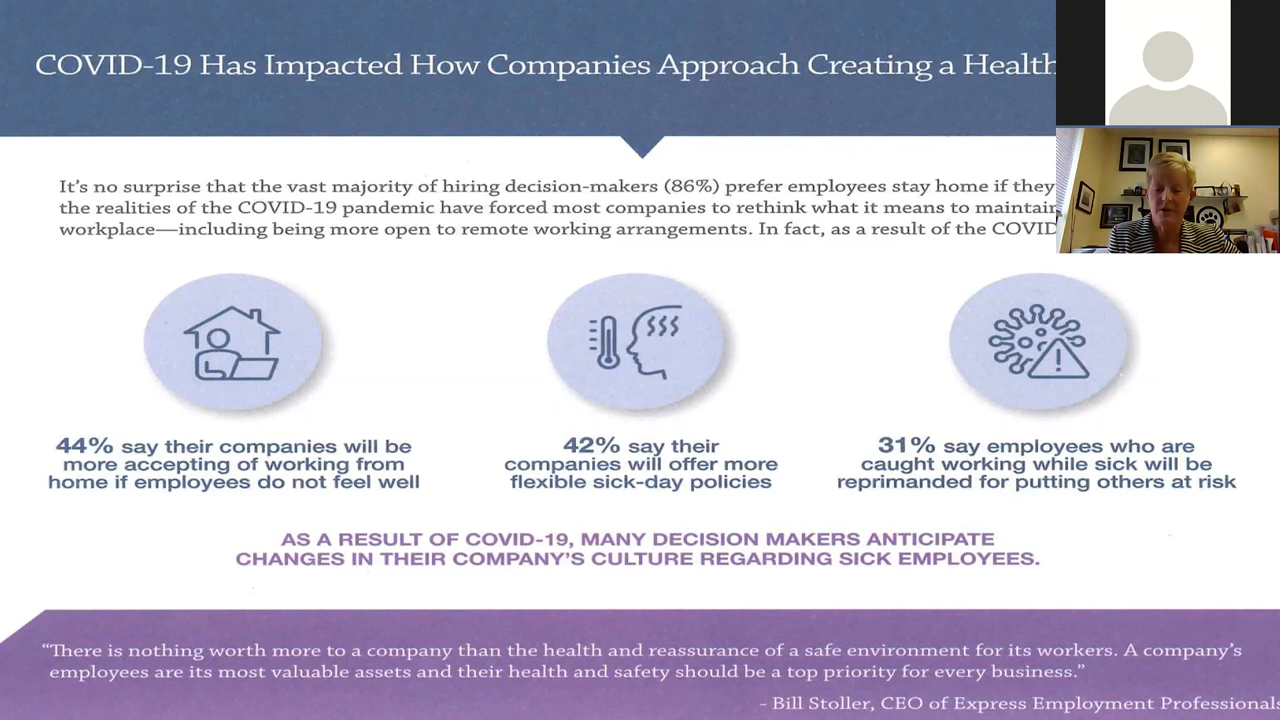 COVID-19 Has Impacted How Companies Approach Creating a Health
It’s no surprise that the vast majority of hiring decision-makers (86%) prefer employees stay home if they
the realities of the COVID-19 pandemic have forced most companies to rethink what it means to maintain
workplace—including being more open to remote working arrangements. In fact, as a result of the COVID
44% say their companies will be
more accepting of working from
home if employees do not feel well
42% say their
companies will offer more
flexible sick-day policies
31% say employees who are
caught working while sick will be
reprimanded for putting others at risk
AS A RESULT OF COVID-19, MANY DECISION MAKERS ANTICIPATE
CHANGES IN THEIR COMPANY’S CULTURE REGARDING SICK EMPLOYEES.
“There is nothing worth more to a company than the health and reassurance of a safe environment for its workers. A company’s
employees are its most valuable assets and their health and safety should be a top priority for every business.”
- Bill Stoller, CEO of Express Employment Professionals